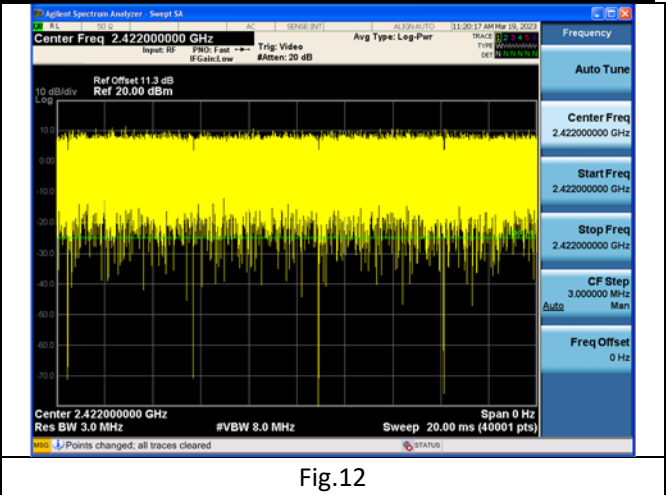 Agilent Spectrum Analyzer - Swept SA
RL 50 Ω AC SENSE:INT ALIGN AUTO 11:20:17 AM Mar 19, 2023
Center Freq 2.422000000 GHz
Input: RF PNO: Fast Trig: Video Avg Type: Log-Pwr TRACE 1 2 3 4 5 6
IFGain:Low #Atten: 20 dB TYPE
DET N N N N N N
Ref Offset 11.3 dB
10 dB/div Ref 20.00 dBm
Log
10.0
0.00
-10.0
-20.0
-30.0
-40.0
-50.0
-60.0
-70.0
Center 2.422000000 GHz Span 0 Hz
Res BW 3.0 MHz #VBW 8.0 MHz Sweep 20.00 ms (40001 pts)
MSG Points changed; all traces cleared STATUS
Frequency
Auto Tune
Center Freq
2.422000000 GHz
Start Freq
2.422000000 GHz
Stop Freq
2.422000000 GHz
CF Step
3.000000 MHz
Auto Man
Freq Offset
0 Hz
Fig.12